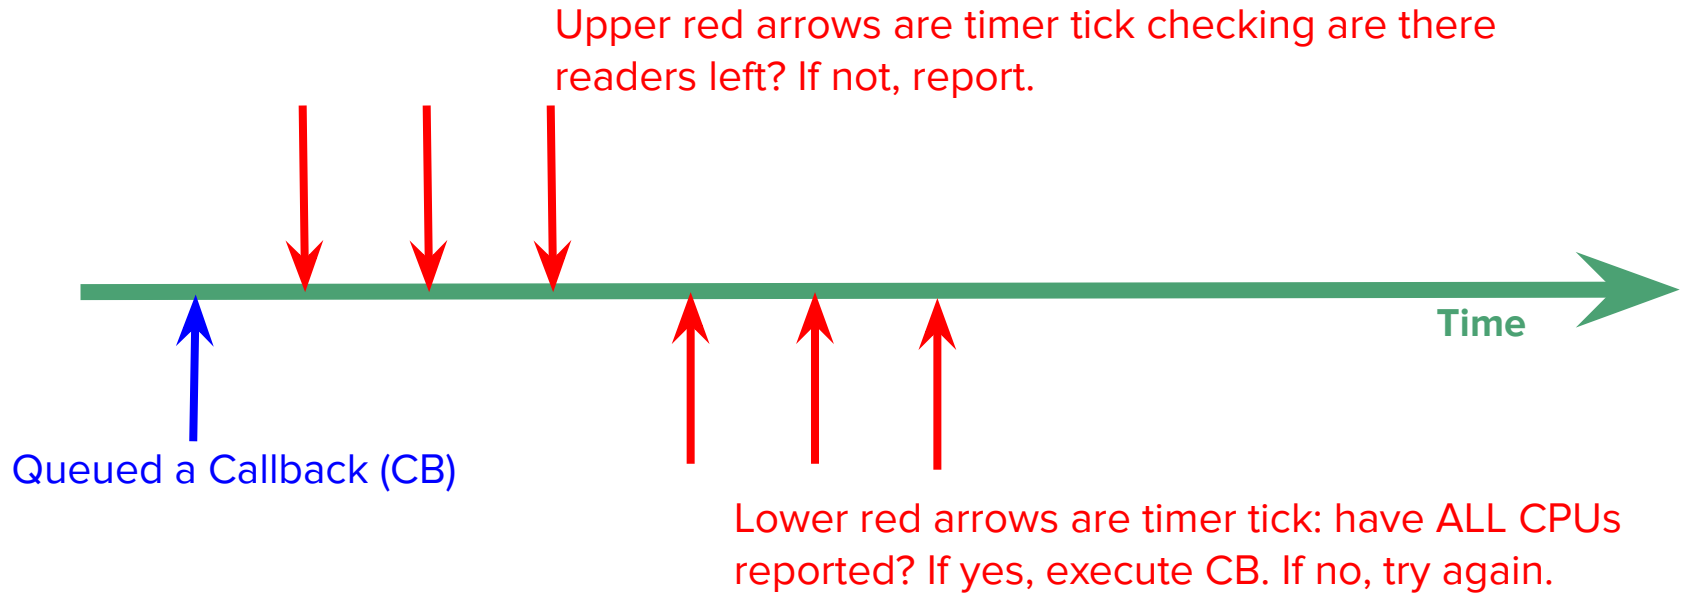 Upper red arrows are timer tick checking are there
readers left? If not, report.
Time
Queued a Callback (CB)
Lower red arrows are timer tick: have ALL CPUs
reported? If yes, execute CB. If no, try again.